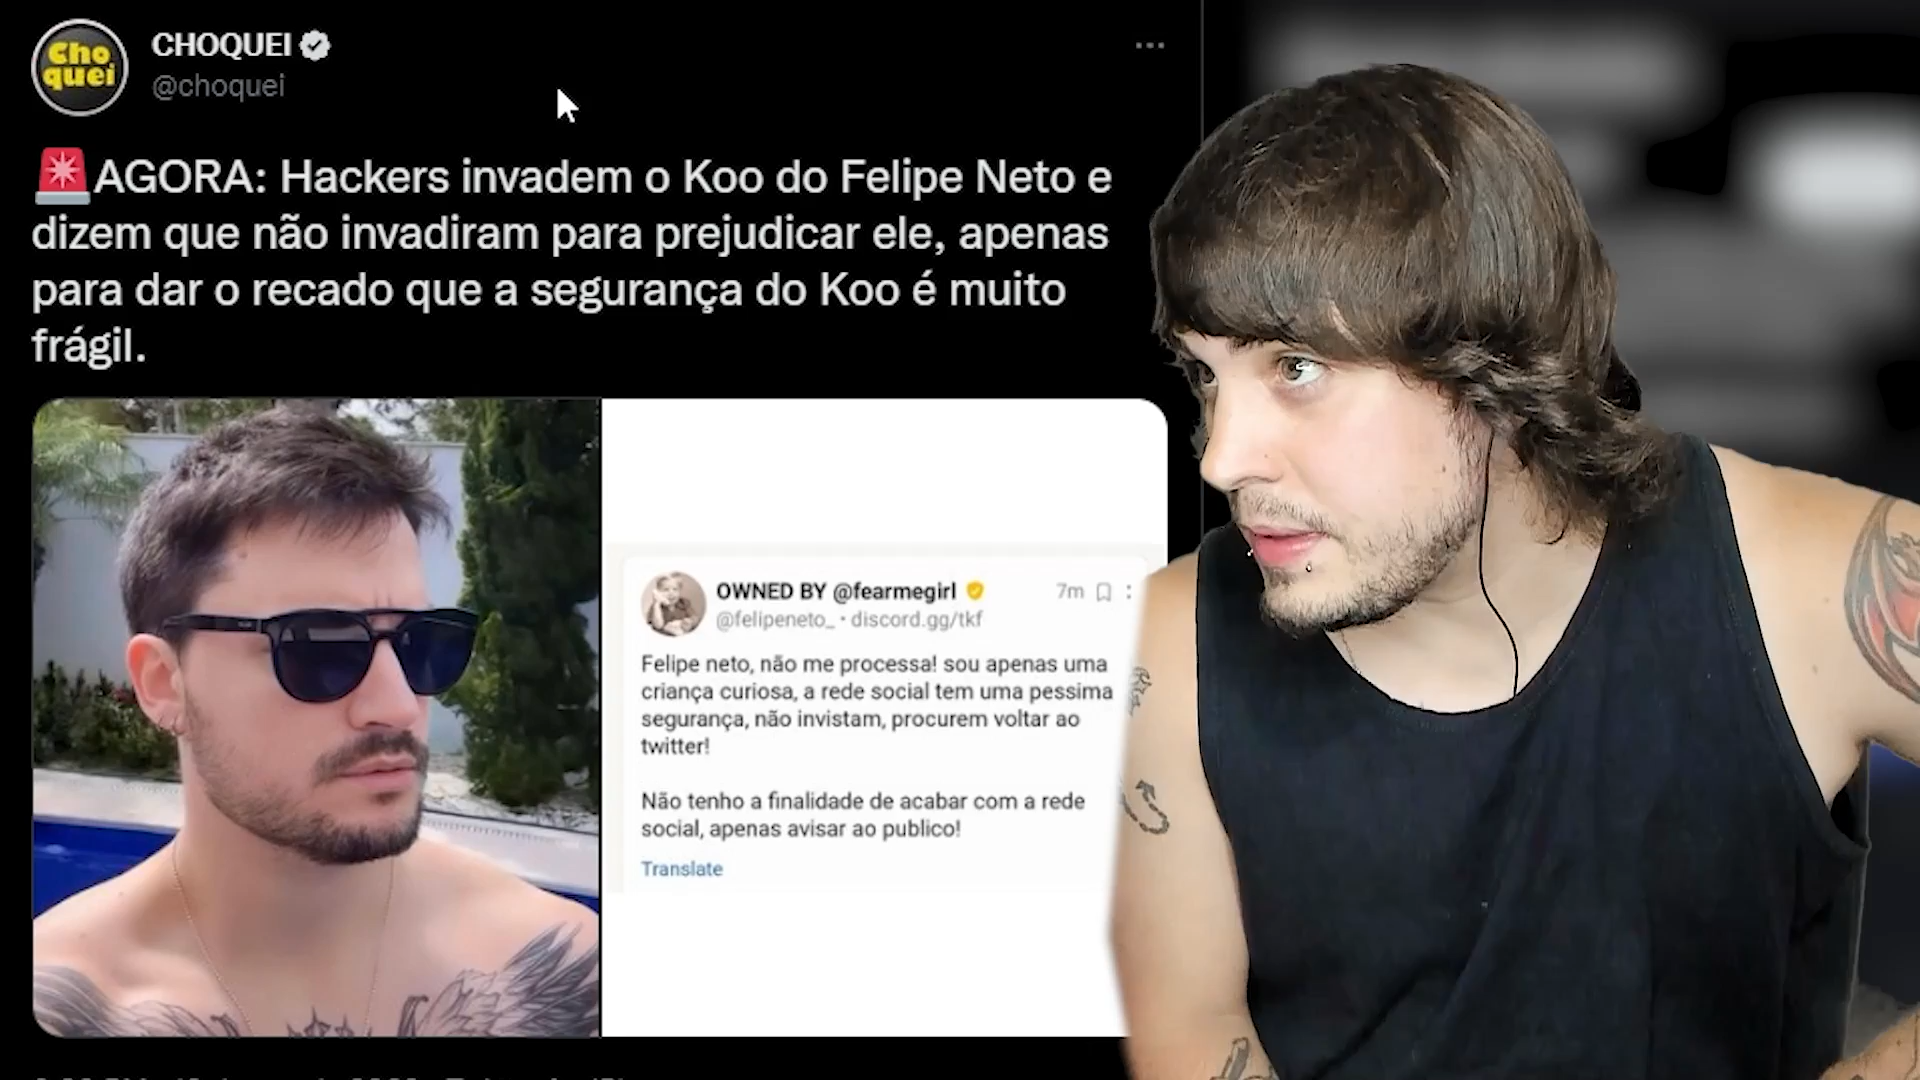 Cho
quei
CHOQUEI
@choquei
AGORA: Hackers invadem o Koo do Felipe Neto e
dizem que não invadiram para prejudicar ele, apenas
para dar o recado que a segurança do Koo é muito
frágil.
OWNED BY @fearmegirl
7m
@felipeneto_ · discord.gg/tkf
Felipe neto, não me processa! sou apenas uma
criança curiosa, a rede social tem uma pessima
segurança, não invistam, procurem voltar ao
twitter!
Não tenho a finalidade de acabar com a rede
social, apenas avisar ao publico!
Translate